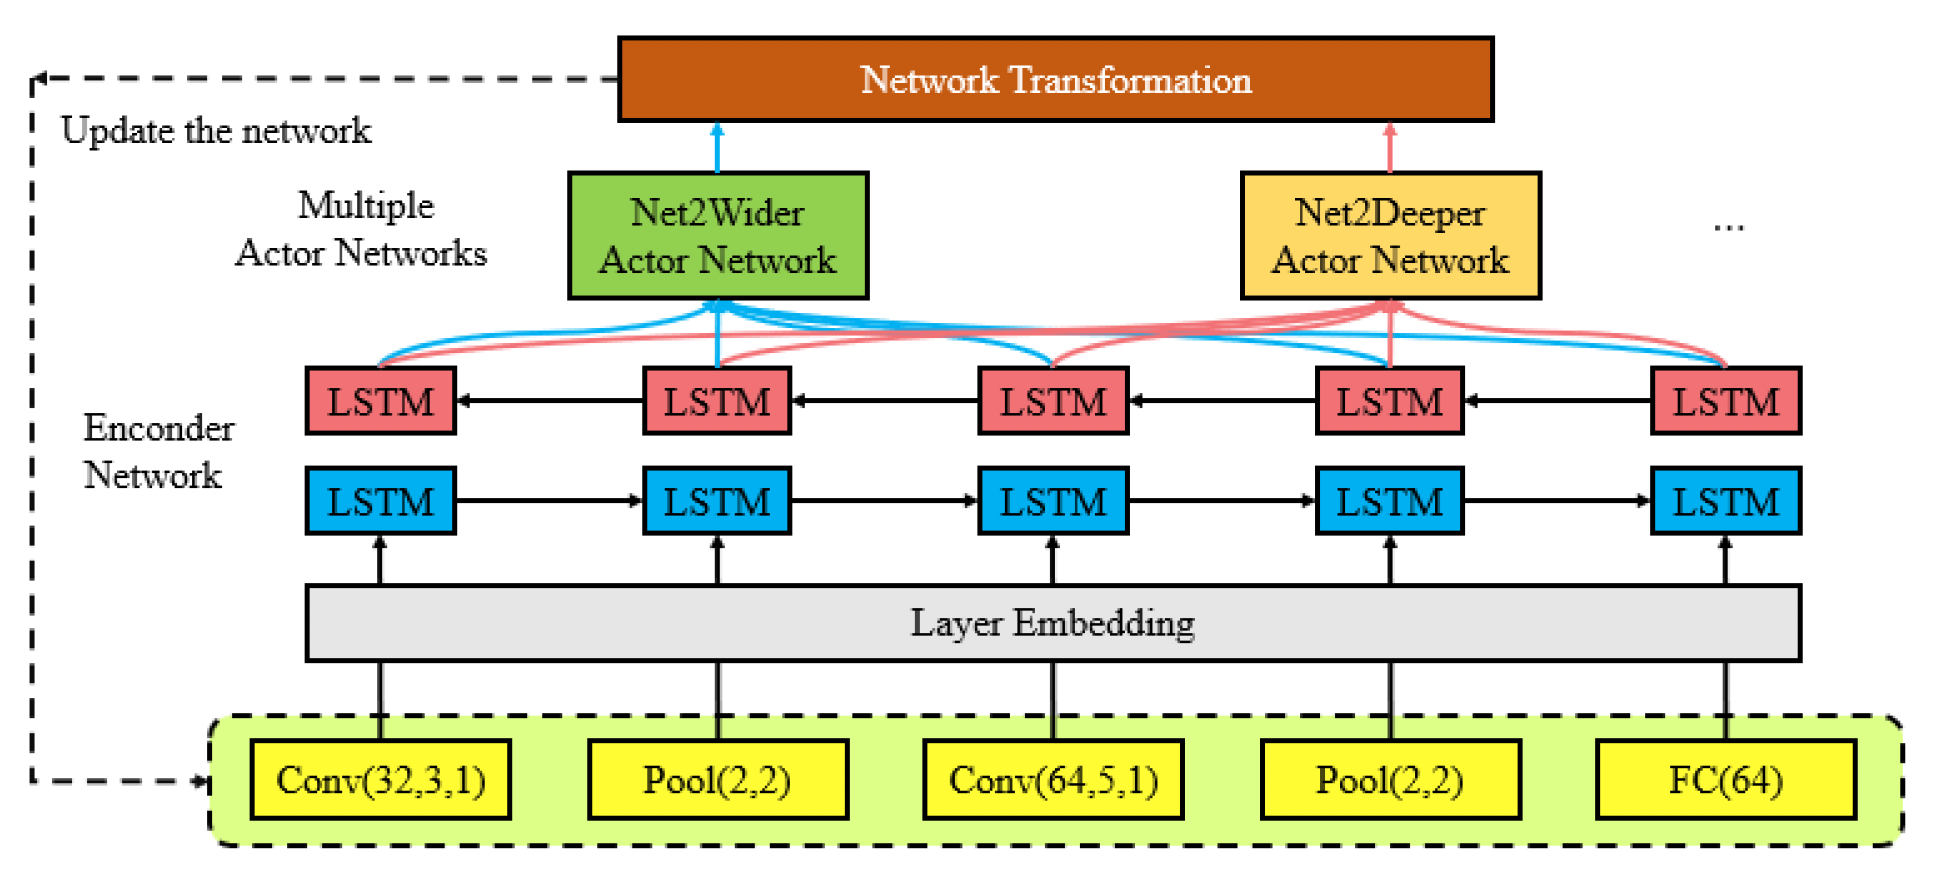 Network Transformation
Update the network
Multiple
Actor Networks
Net2Wider
Actor Network
Net2Deeper
Actor Network
...
Enconder
Network
LSTM LSTM LSTM LSTM LSTM
LSTM LSTM LSTM LSTM LSTM
Layer Embedding
Conv(32,3,1) Pool(2,2) Conv(64,5,1) Pool(2,2) FC(64)